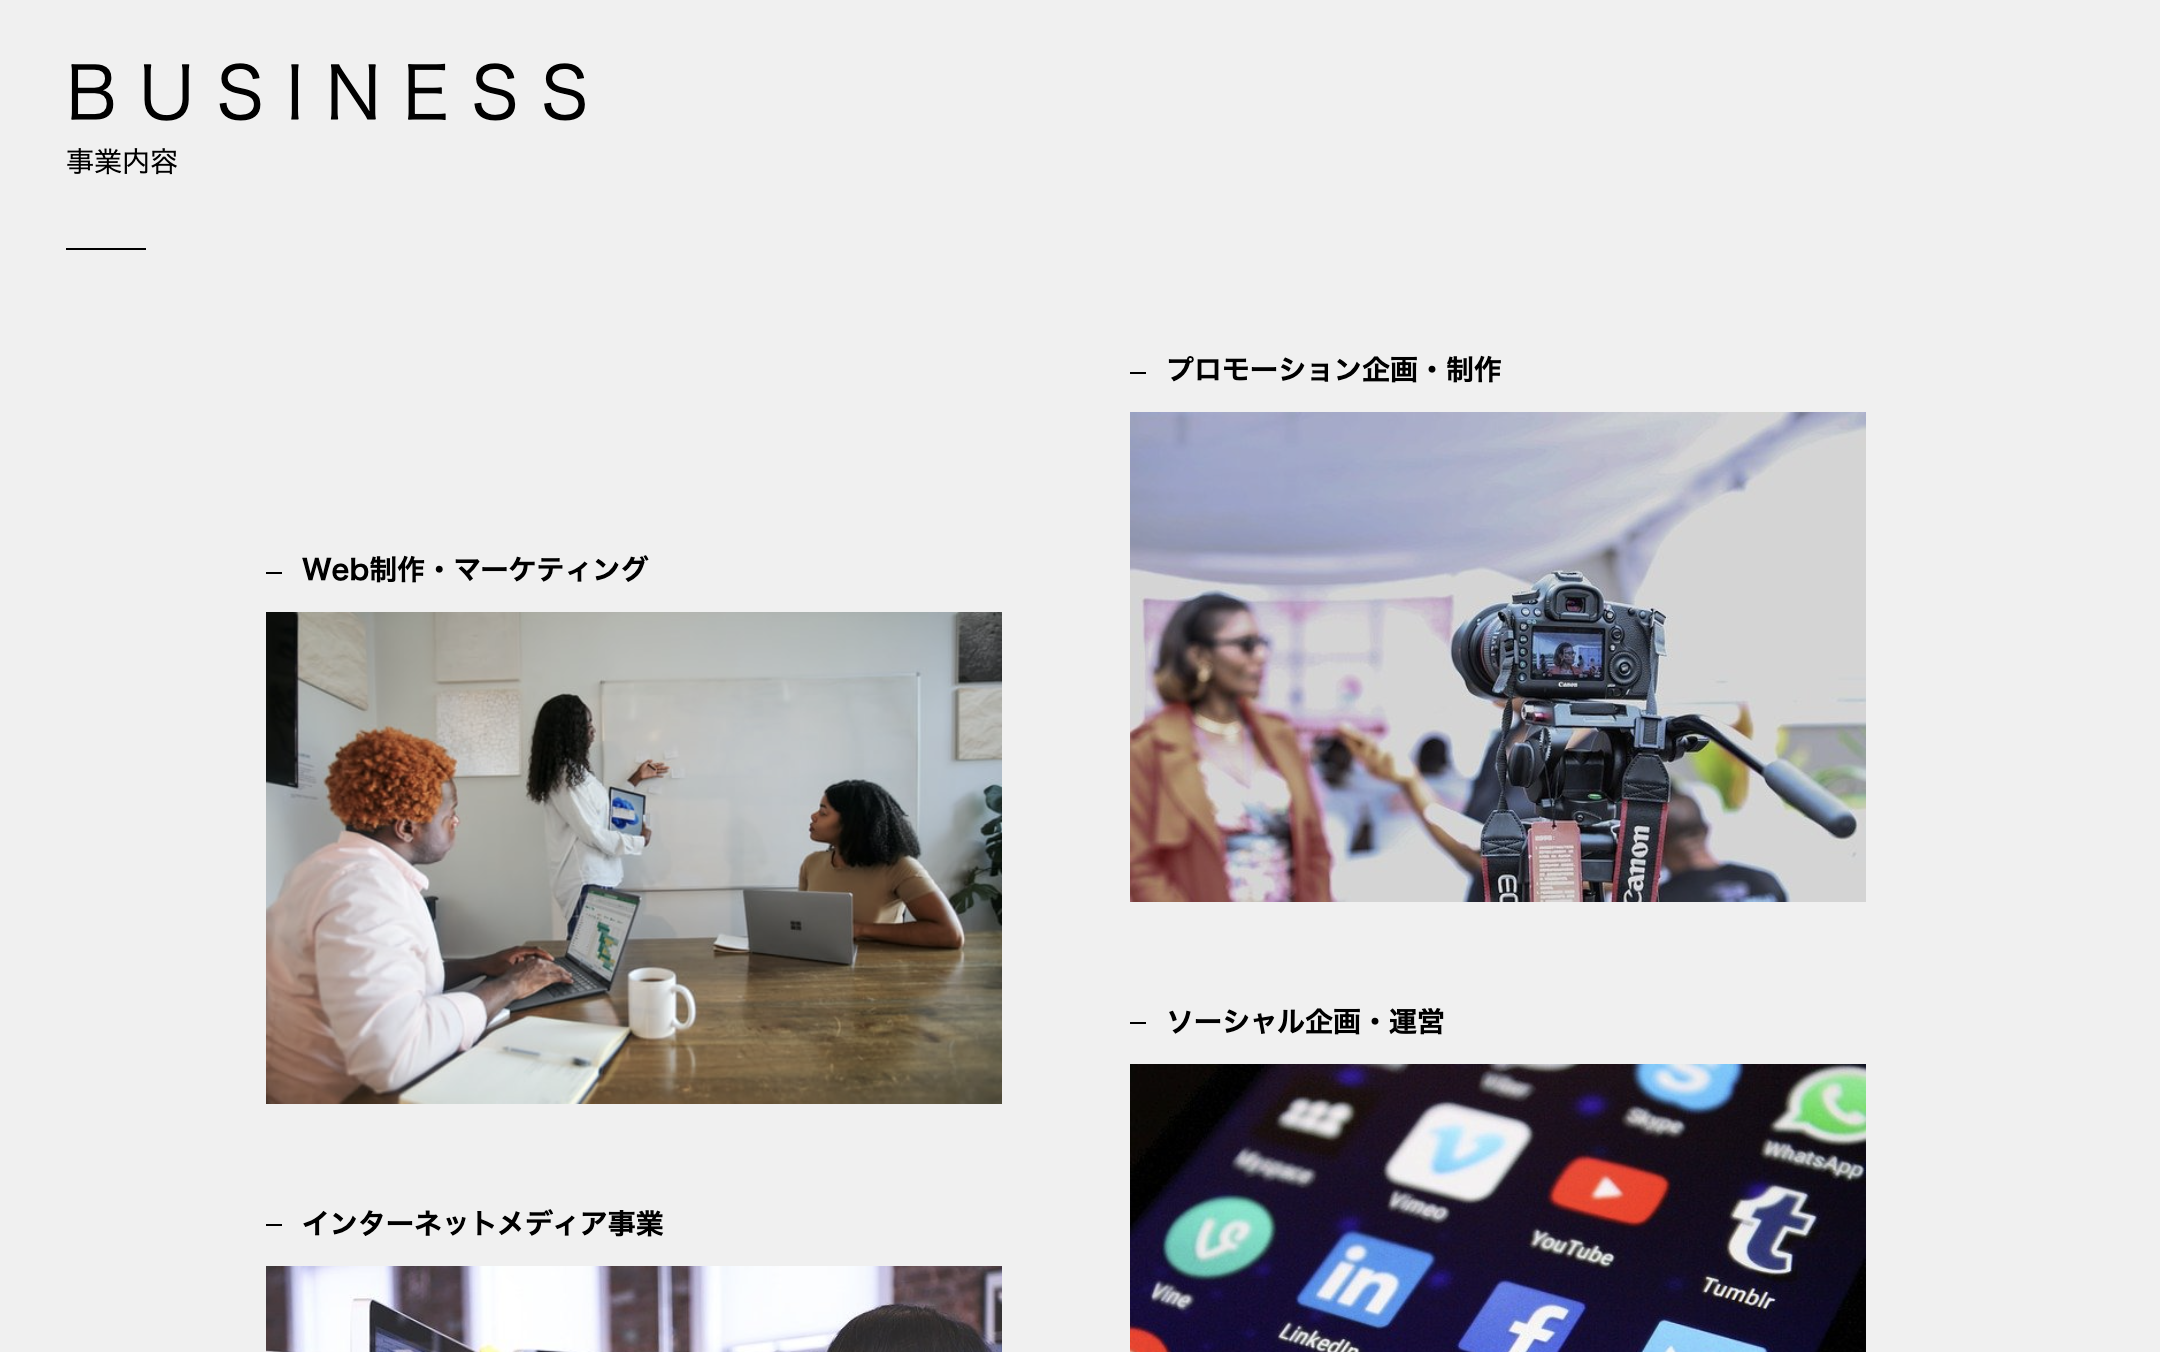 BUSINESS
事業内容
プロモーション企画・制作
Web制作・マーケティング
Canon
Canon
EO
ソーシャル企画・運営
Viber
Skype
WhatsApp
Myspace
Vimeo
YouTube
Tumblr
Vine
LinkedIn
インターネットメディア事業